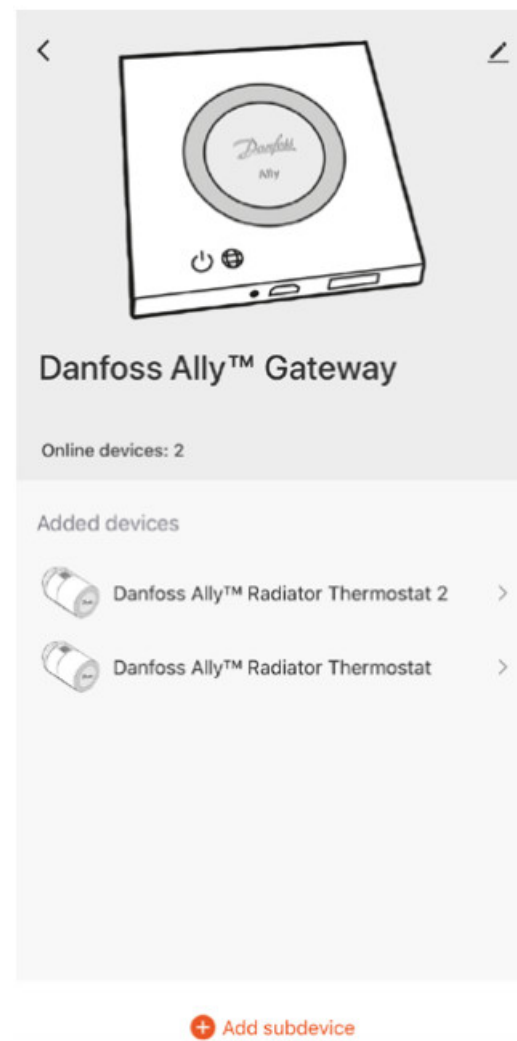 Danfoss
Ally
Danfoss Ally™ Gateway
Online devices: 2
Added devices
Danfoss Ally™ Radiator Thermostat 2
Danfoss Ally™ Radiator Thermostat
Add subdevice